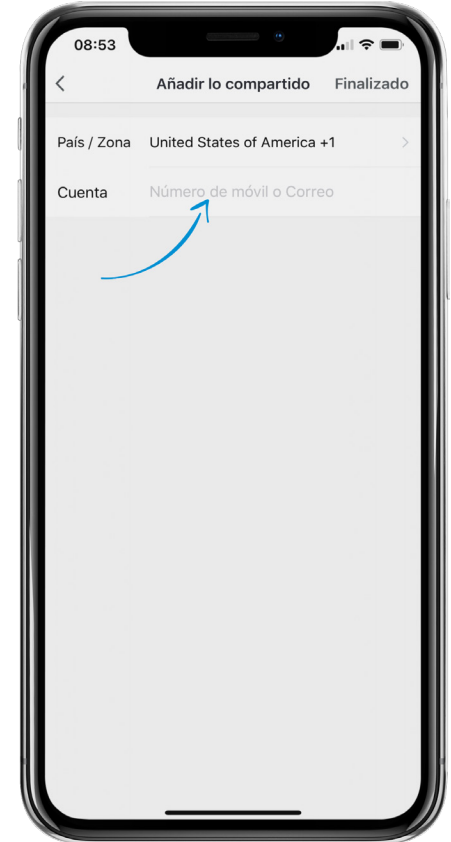 08:53
Añadir lo compartido Finalizado
País / Zona United States of America +1
Cuenta Número de móvil o Correo